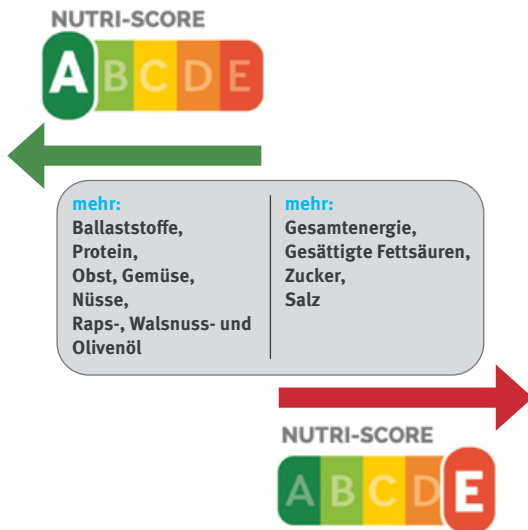 NUTRI-SCORE
A B C D E
mehr:
Ballaststoffe,
Protein,
Obst, Gemüse,
Nüsse,
Raps-, Walsnuss- und
Olivenöl
mehr:
Gesamtenergie,
Gesättigte Fettsäuren,
Zucker,
Salz
NUTRI-SCORE
A B C D E